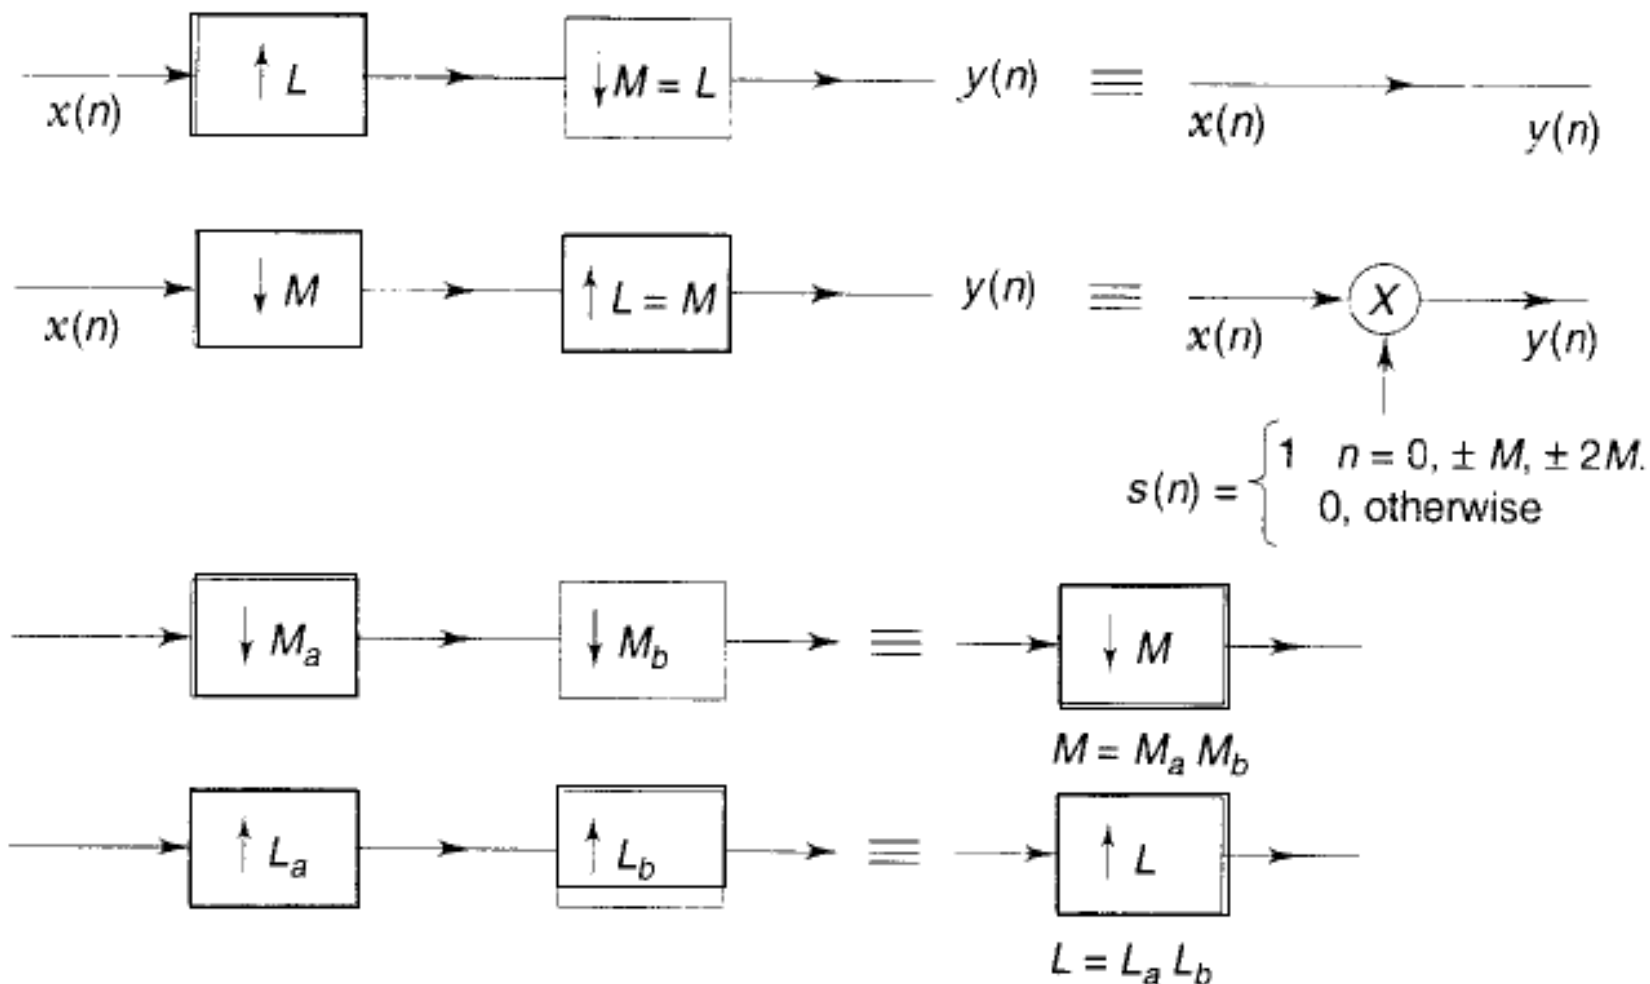 ↑ L ↓ M = L y(n) ≡
x(n) x(n) y(n)
↓ M ↑ L = M y(n) ≡ X
x(n) x(n) y(n)
s(n) = { 1 n = 0, ± M, ± 2M.
0, otherwise
↓ Ma ↓ Mb ≡ ↓ M
M = Ma Mb
↑ La ↑ Lb ≡ ↑ L
L = La Lb